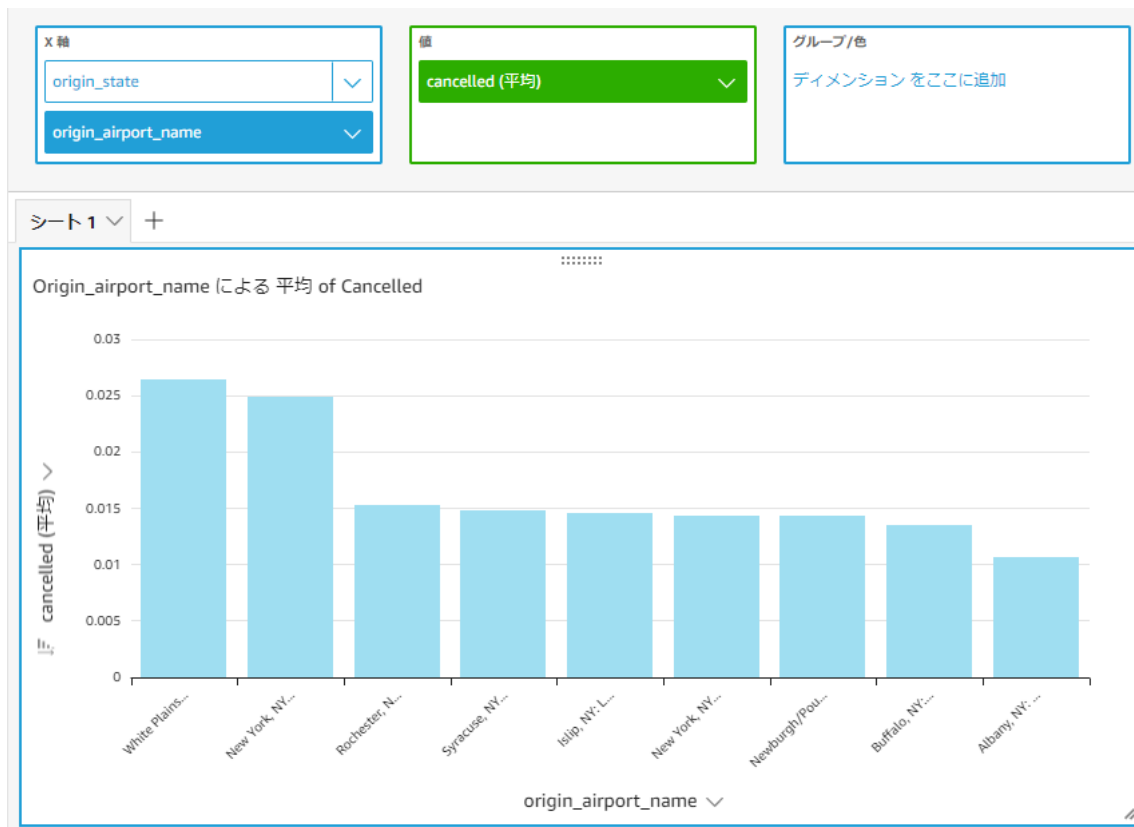 X 軸
origin_state
origin_airport_name
値
cancelled (平均)
グループ/色
ディメンション をここに追加
シート 1
Origin_airport_name による 平均 of Cancelled
0.03
0.025
0.02
0.015
0.01
0.005
0
cancelled (平均)
White Plains...
New York, NY...
Rochester, N...
Syracuse, NY...
Islip, NY: L...
New York, NY...
Newburgh/Pou...
Buffalo, NY:...
Albany, NY: ...
origin_airport_name